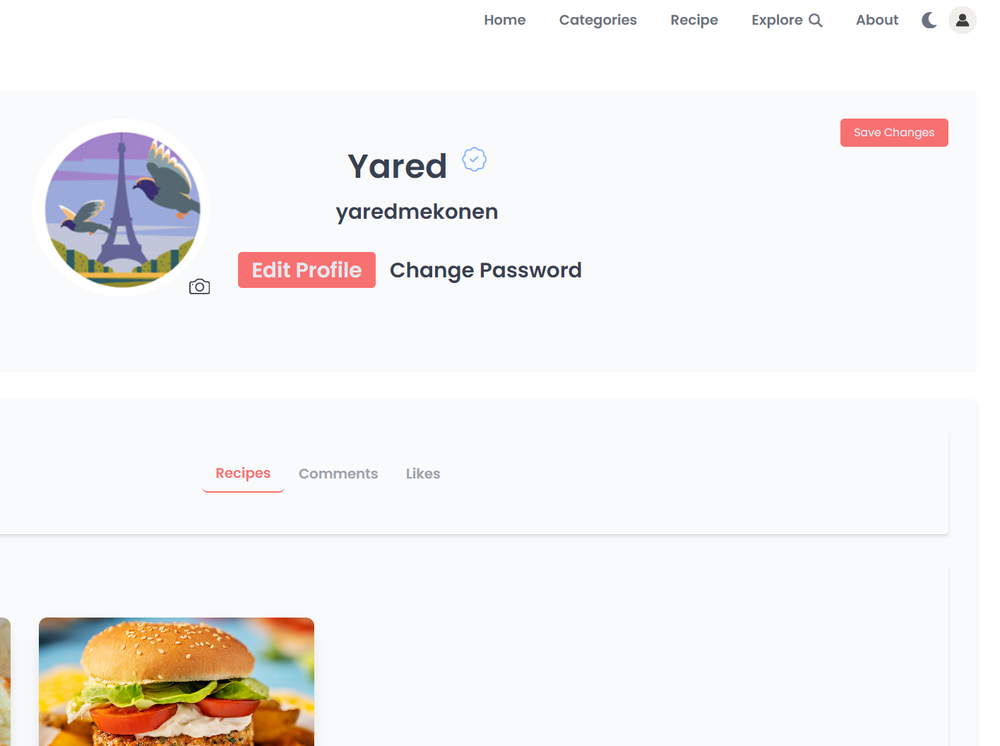 Home Categories Recipe Explore About
Save Changes
Yared
yaredmekonen
Edit Profile Change Password
Recipes Comments Likes